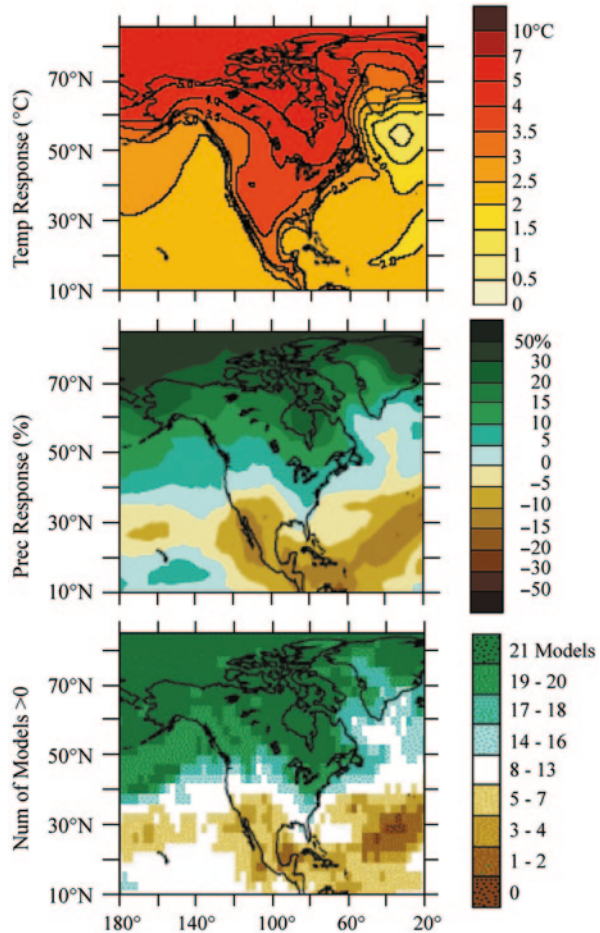 Temp Response (°C)
70°N
50°N
30°N
10°N
10°C
7
5
4
3.5
3
2.5
2
1.5
1
0.5
0
Prec Response (%)
70°N
50°N
30°N
10°N
50%
30
20
15
10
5
0
−5
−10
−15
−20
−30
−50
Num of Models >0
70°N
50°N
30°N
10°N
180°
140°
100°
60°
20°
21 Models
19 - 20
17 - 18
14 - 16
8 - 13
5 - 7
3 - 4
1 - 2
0